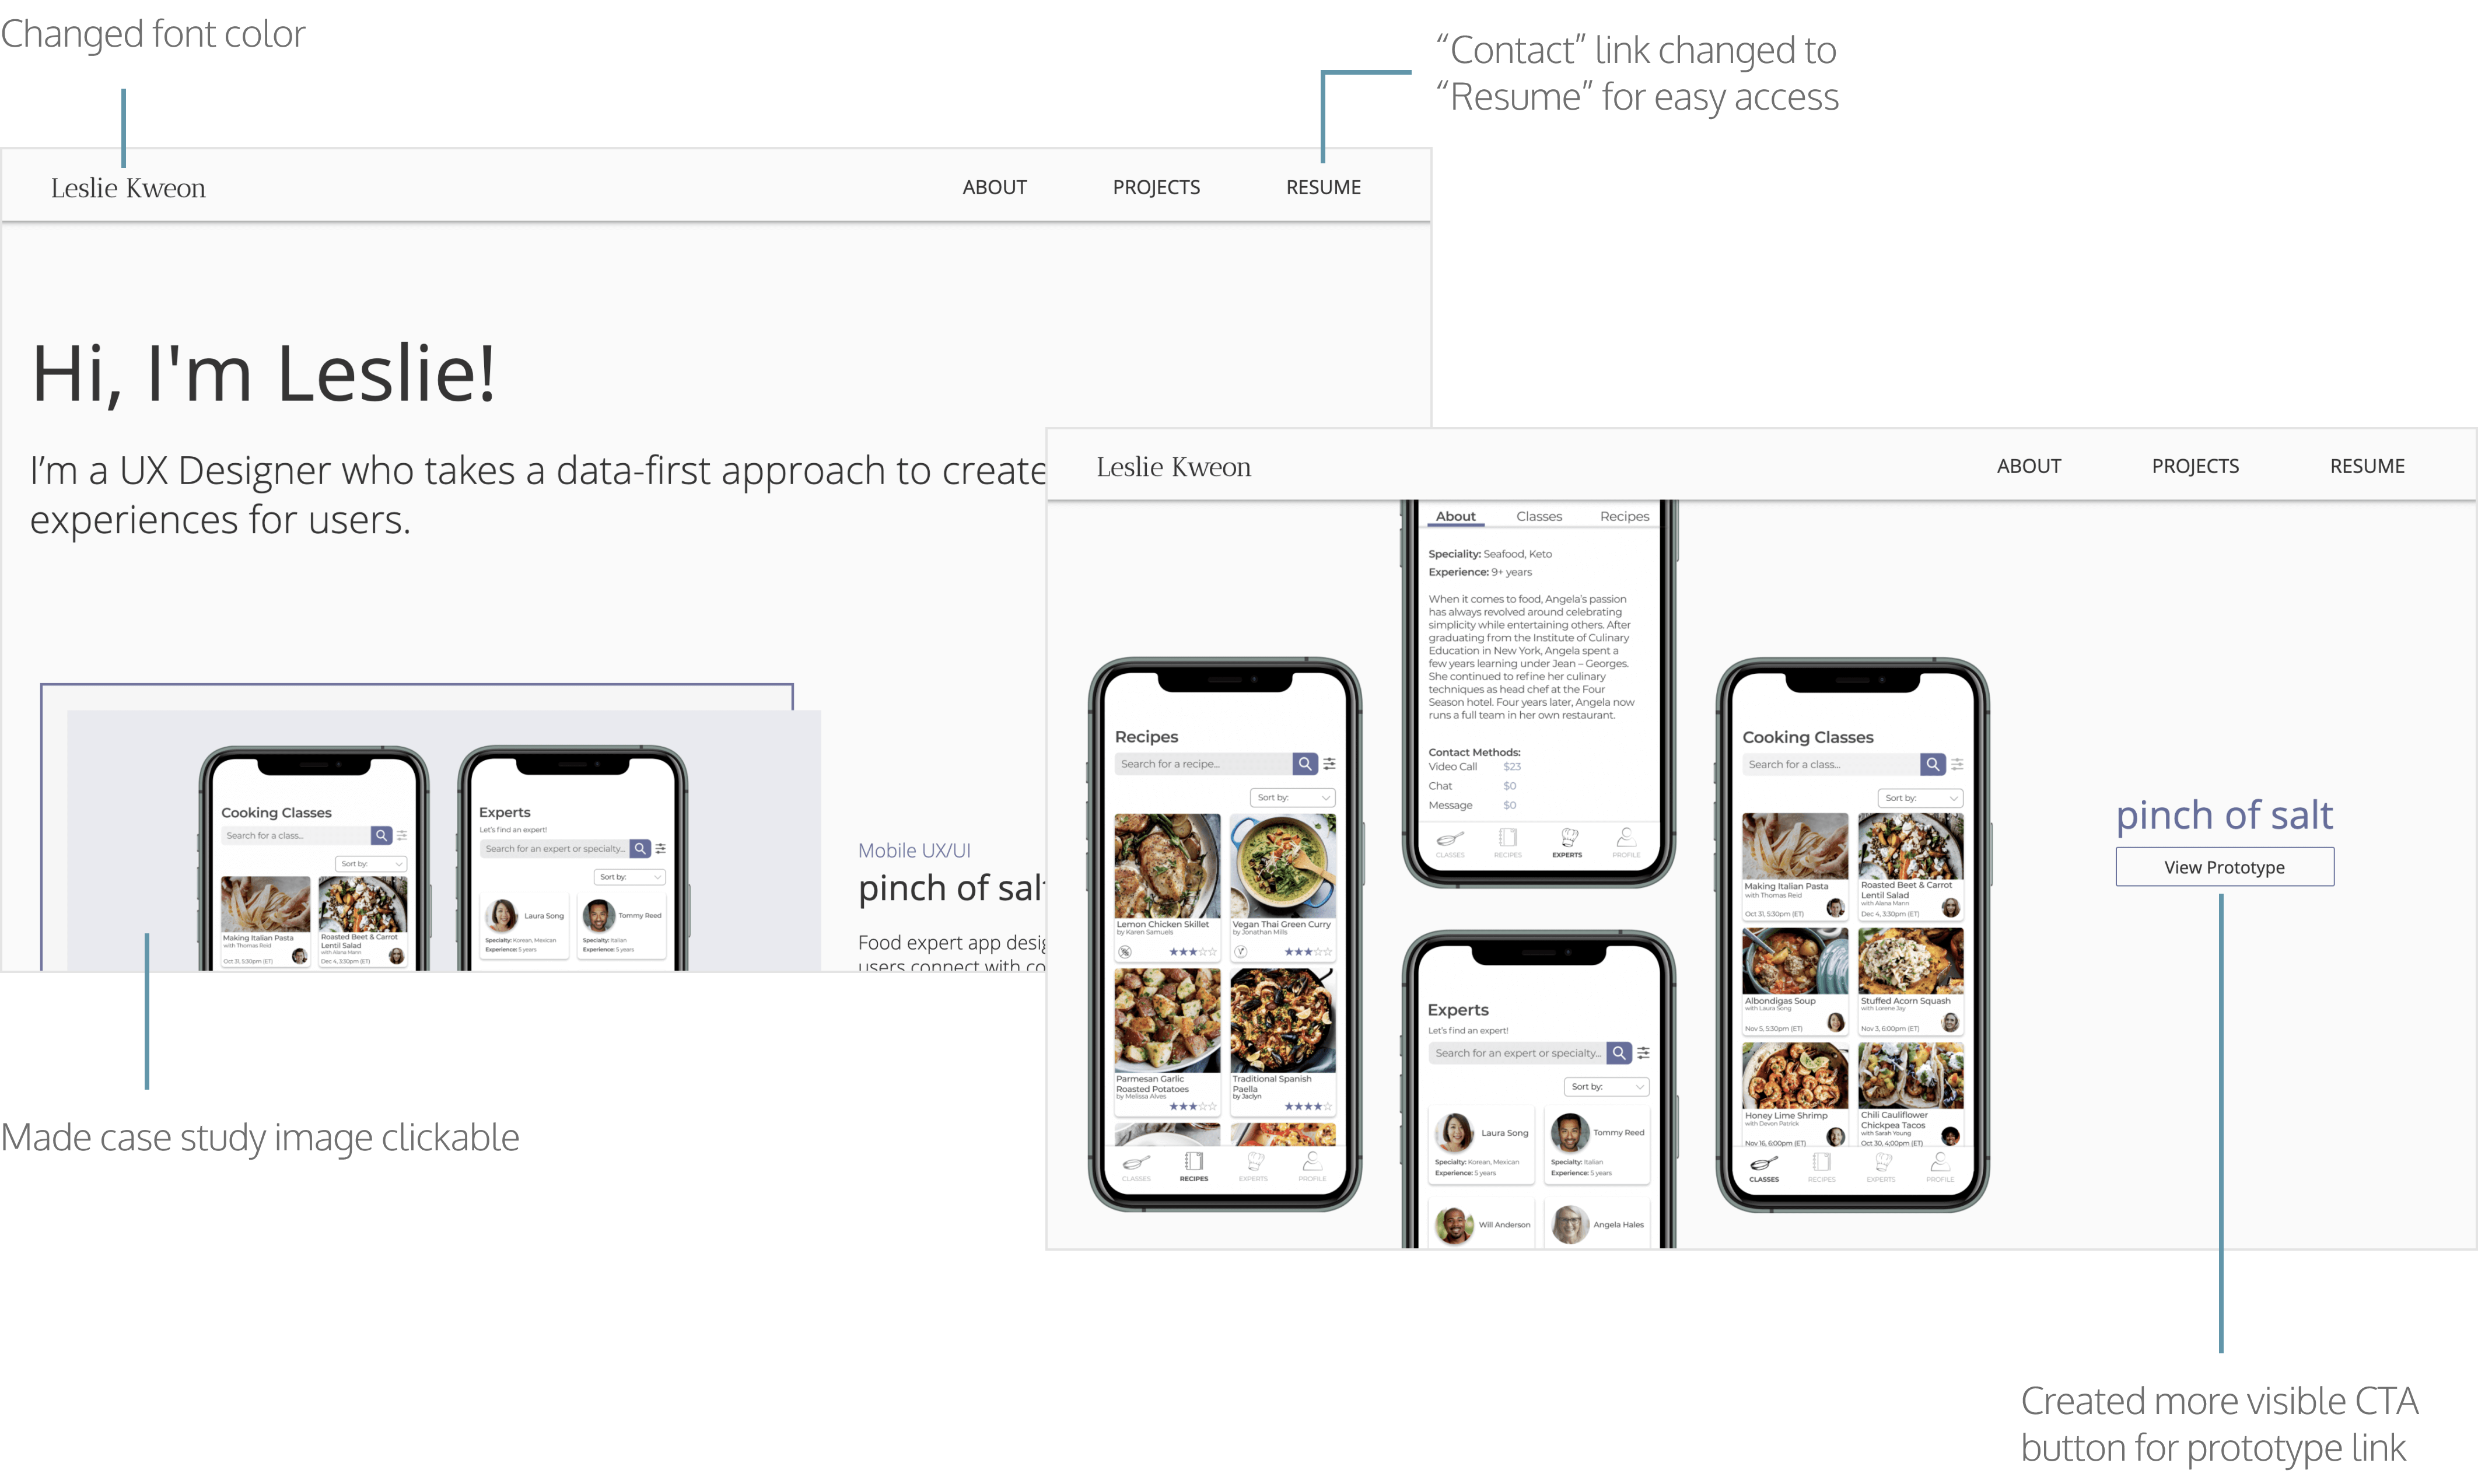 Changed font color
“Contact” link changed to
“Resume” for easy access
Leslie Kweon
ABOUT
PROJECTS
RESUME
Hi, I'm Leslie!
I’m a UX Designer who takes a data-first approach to create
experiences for users.
Cooking Classes
Search for a class...
Sort by:
Making Italian Pasta
with Thomas Reid
Oct 31, 5:30pm (ET)
Roasted Beet & Carrot
Lentil Salad
with Alana Mann
Dec 4, 3:30pm (ET)
Experts
Let's find an expert!
Search for an expert or specialty...
Sort by:
Laura Song
Specialty: Korean, Mexican
Experience: 5 years
Tommy Reed
Specialty: Italian
Experience: 5 years
Mobile UX/UI
pinch of sal
Food expert app desig
users connect with co
Made case study image clickable
Leslie Kweon
ABOUT
PROJECTS
RESUME
Recipes
Search for a recipe...
Sort by:
Lemon Chicken Skillet
by Karen Samuels
Vegan Thai Green Curry
by Jonathan Mills
Parmesan Garlic
Roasted Potatoes
by Melissa Alves
Traditional Spanish
Paella
by Jaclyn
CLASSES
RECIPES
EXPERTS
PROFILE
About
Classes
Recipes
Speciality: Seafood, Keto
Experience: 9+ years
When it comes to food, Angela's passion
has always revolved around celebrating
simplicity while entertaining others. After
graduating from the Institute of Culinary
Education in New York, Angela spent a
few years learning under Jean – Georges.
She continued to refine her culinary
techniques as head chef at the Four
Season hotel. Four years later, Angela now
runs a full team in her own restaurant.
Contact Methods:
Video Call $23
Chat $0
Message $0
CLASSES
RECIPES
EXPERTS
PROFILE
Experts
Let's find an expert!
Search for an expert or specialty...
Sort by:
Laura Song
Specialty: Korean, Mexican
Experience: 5 years
Tommy Reed
Specialty: Italian
Experience: 5 years
Will Anderson
Angela Hales
Cooking Classes
Search for a class...
Sort by:
Making Italian Pasta
with Thomas Reid
Oct 31, 5:30pm (ET)
Roasted Beet & Carrot
Lentil Salad
with Alana Mann
Dec 4, 3:30pm (ET)
Albondigas Soup
with Laura Song
Nov 5, 5:30pm (ET)
Stuffed Acorn Squash
with Lorene Jay
Nov 3, 6:00pm (ET)
Honey Lime Shrimp
with Devon Patrick
Nov 16, 6:00pm (ET)
Chili Cauliflower
Chickpea Tacos
with Sarah Young
Oct 30, 4:00pm (ET)
CLASSES
RECIPES
EXPERTS
PROFILE
pinch of salt
View Prototype
Created more visible CTA
button for prototype link